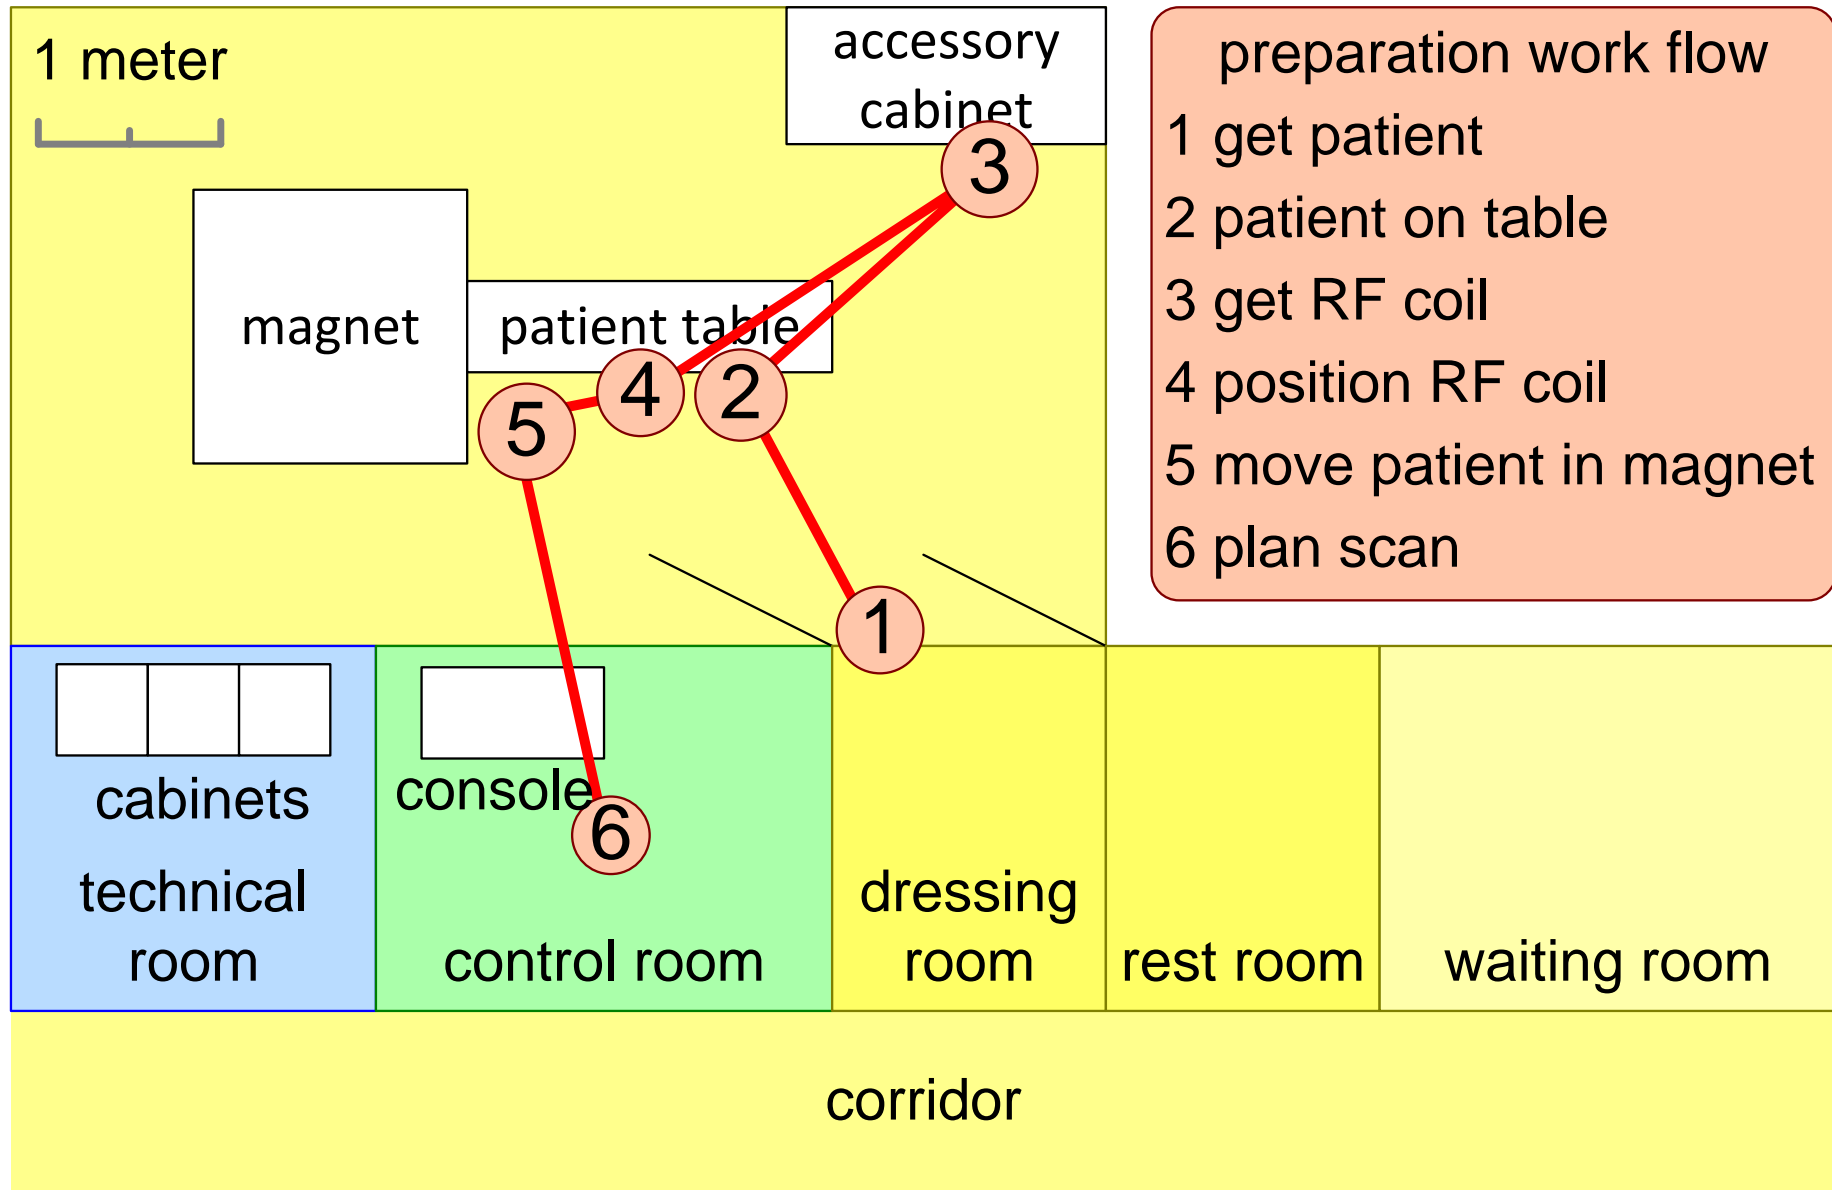 1 meter
accessory
cabinet
3
magnet
patient table
5
4
2
1
cabinets
technical
room
console
6
control room
dressing
room
rest room
waiting room
corridor
preparation work flow
1 get patient
2 patient on table
3 get RF coil
4 position RF coil
5 move patient in magnet
6 plan scan